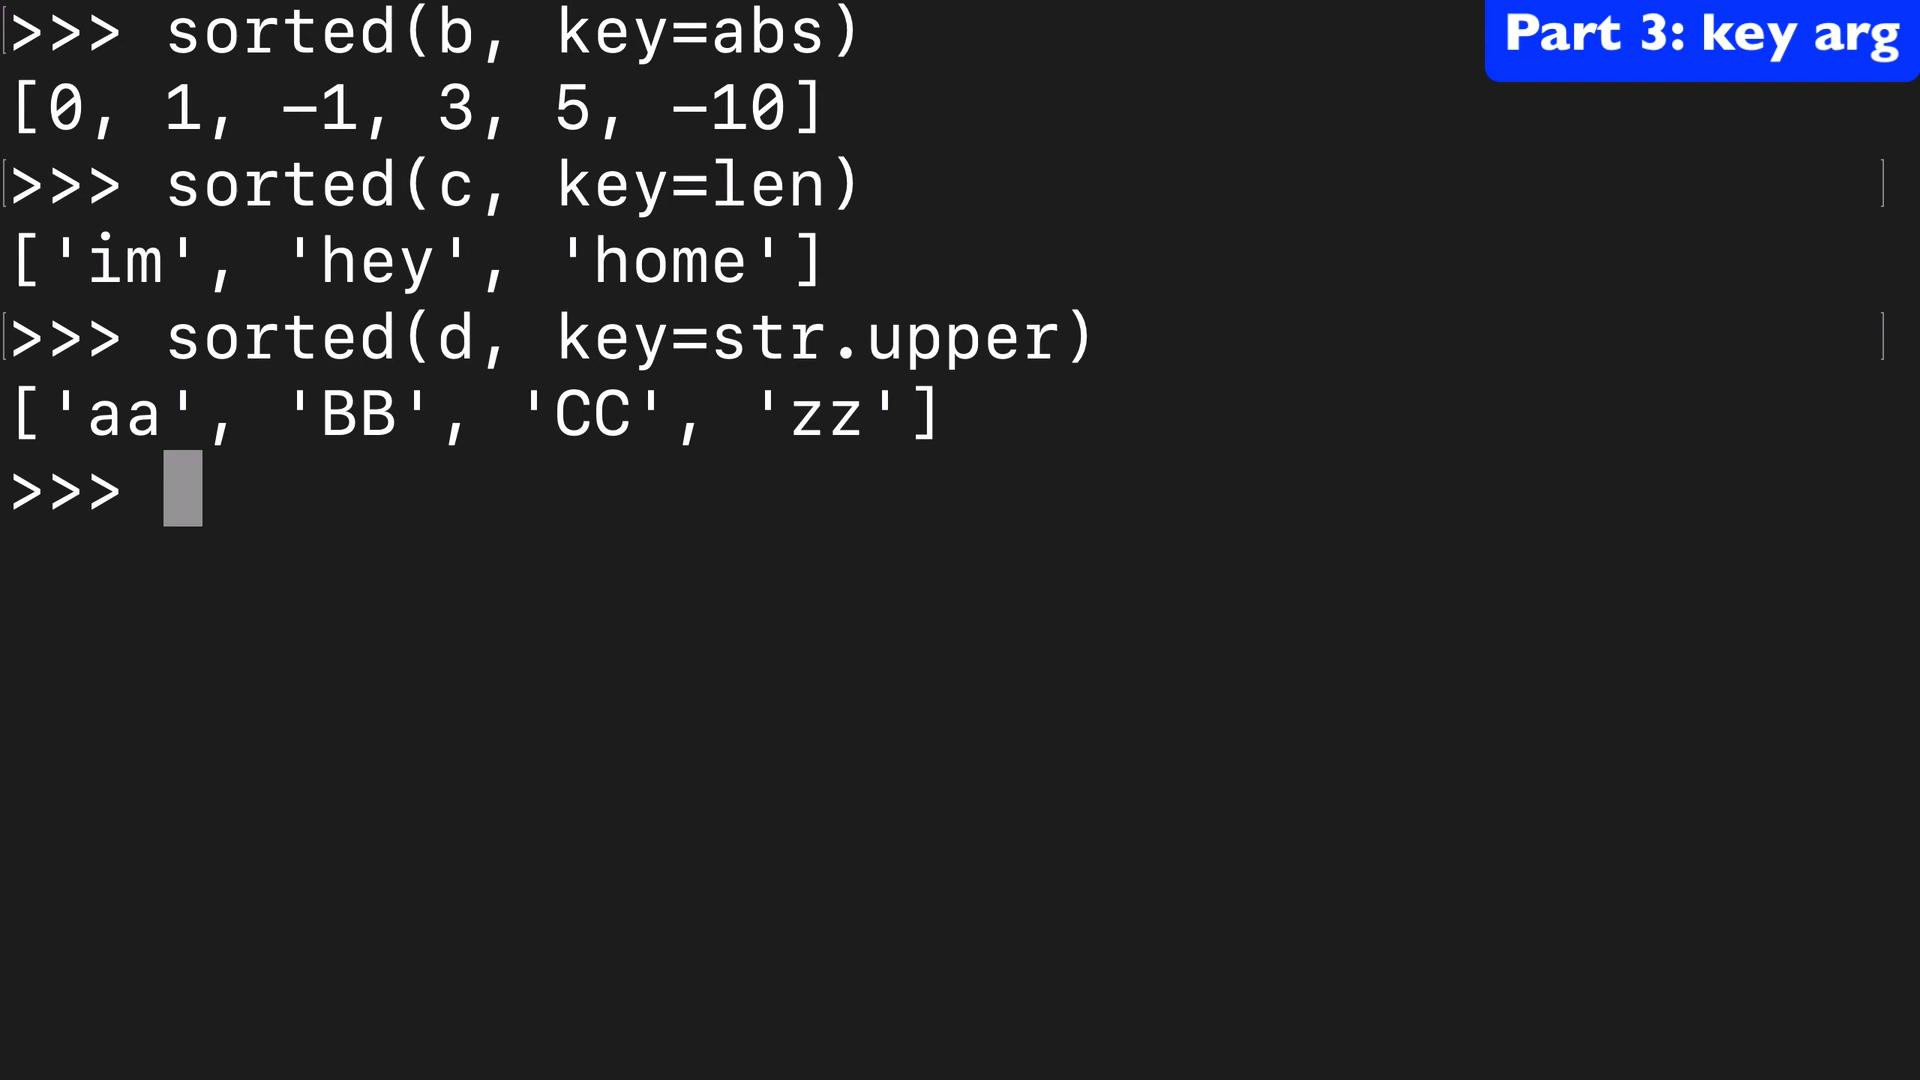 >>> sorted(b, key=abs)
Part 3: key arg
[0, 1, -1, 3, 5, -10]
>>> sorted(c, key=len)
['im', 'hey', 'home']
>>> sorted(d, key=str.upper)
['aa', 'BB', 'CC', 'zz']
>>>